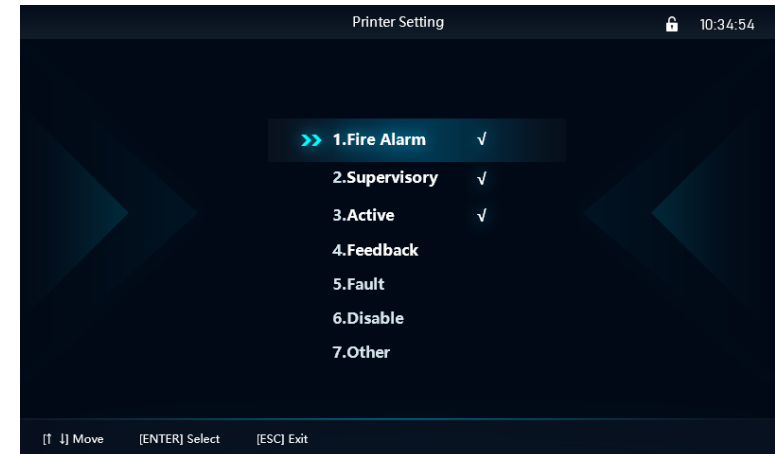 Printer Setting 10:34:54
1.Fire Alarm √
2.Supervisory √
3.Active √
4.Feedback
5.Fault
6.Disable
7.Other
[↑ ↓] Move [ENTER] Select [ESC] Exit